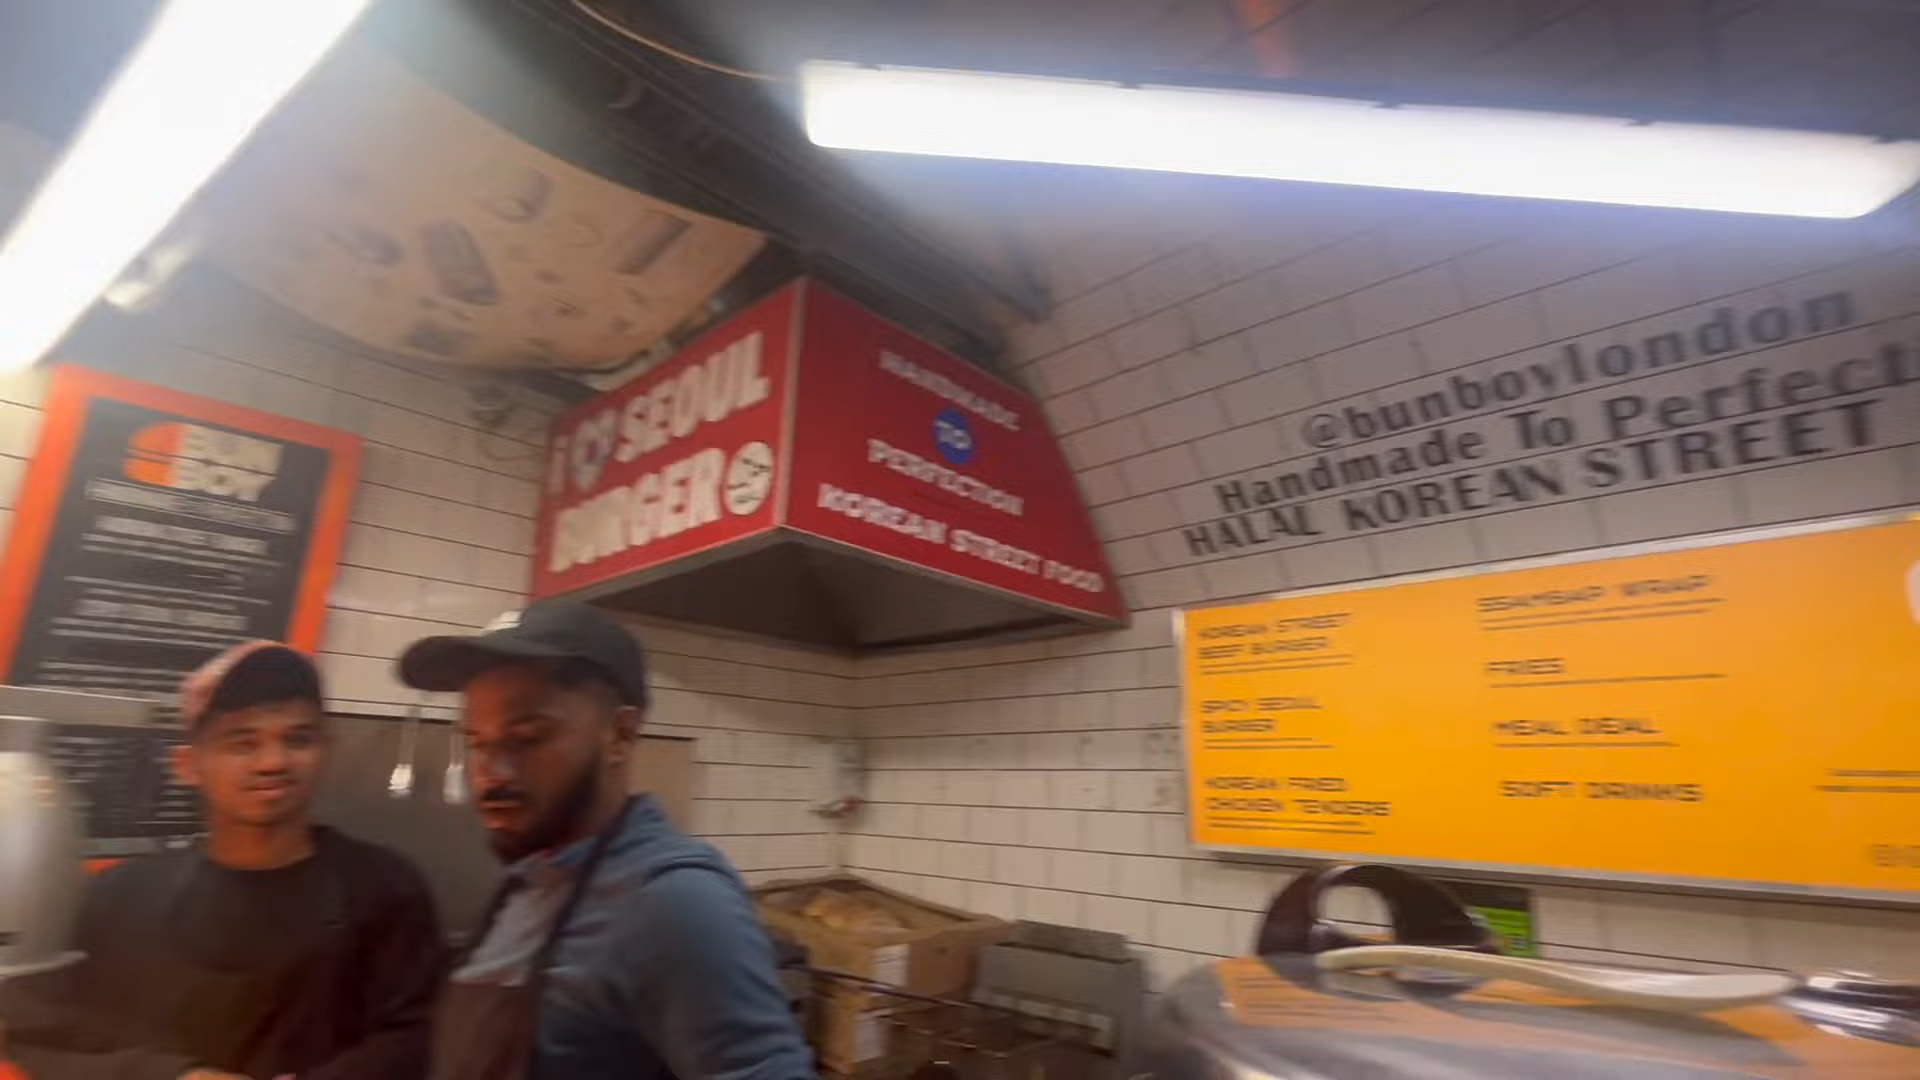 BUN
BOY
I SEOUL
BURGER
HANDMADE
TO
PERFECTION
KOREAN STREET FOOD
@bunboylondon
Handmade To Perfecti
HALAL KOREAN STREET
KOREAN STREET
BEEF BURGER
SPICY SEOUL
BURGER
KOREAN FRIED
CHICKEN TENDERS
SSAMBAP WRAP
FRIES
MEAL DEAL
SOFT DRINKS